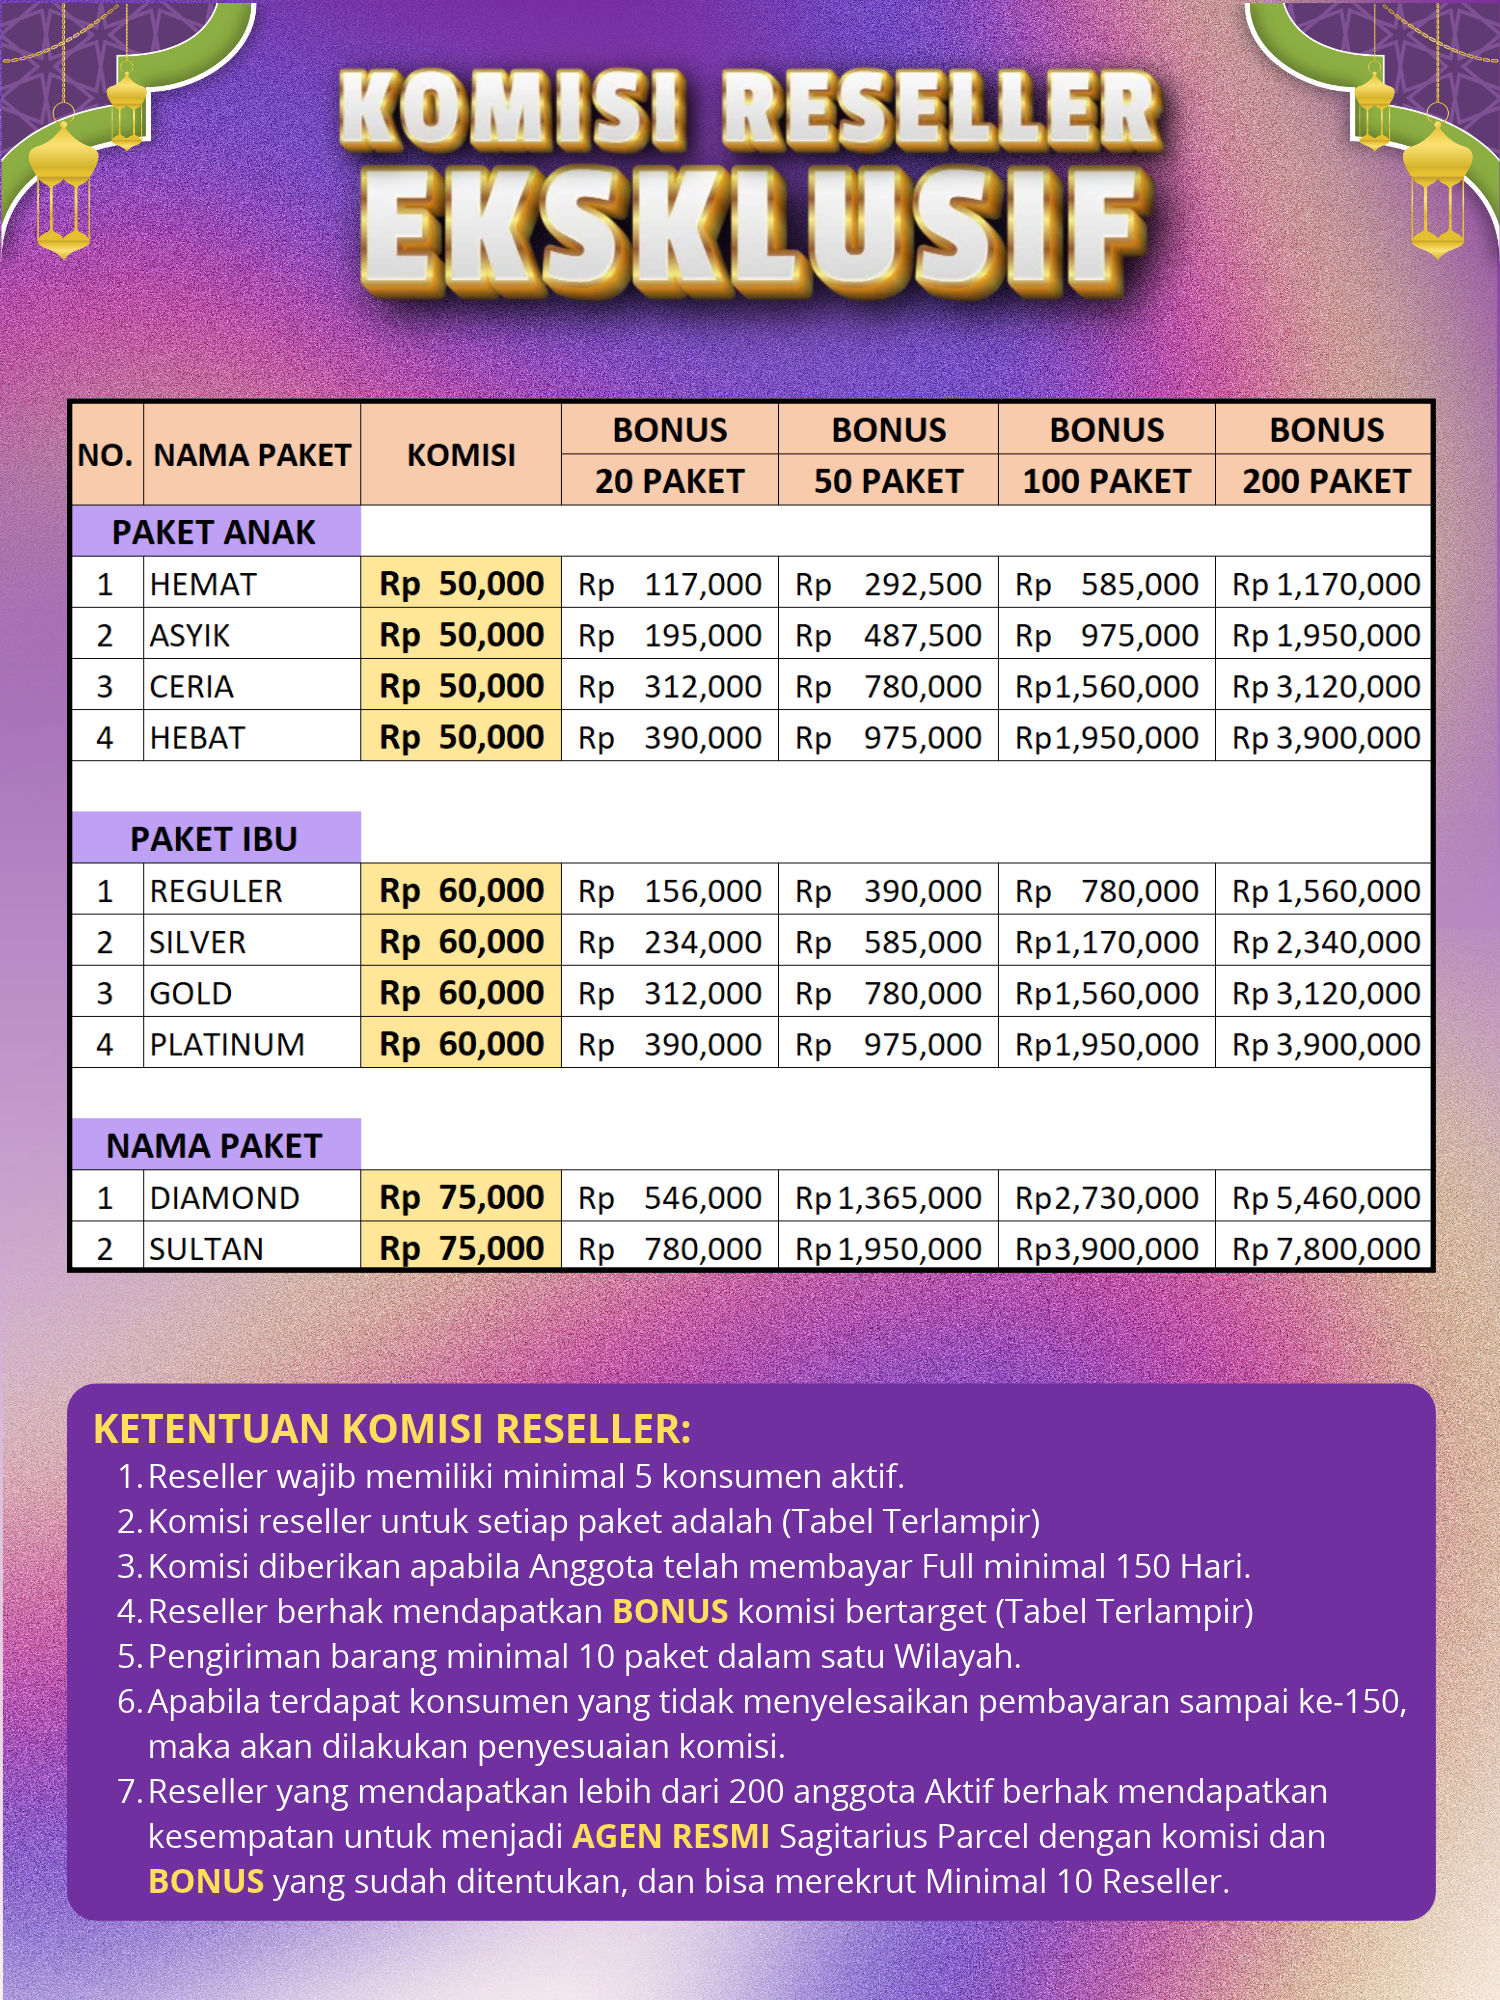 KOMISI RESELLER
EKSKLUSIF
NO. NAMA PAKET KOMISI BONUS BONUS BONUS BONUS
20 PAKET 50 PAKET 100 PAKET 200 PAKET
PAKET ANAK
1 HEMAT Rp 50,000 Rp 117,000 Rp 292,500 Rp 585,000 Rp 1,170,000
2 ASYIK Rp 50,000 Rp 195,000 Rp 487,500 Rp 975,000 Rp 1,950,000
3 CERIA Rp 50,000 Rp 312,000 Rp 780,000 Rp1,560,000 Rp 3,120,000
4 HEBAT Rp 50,000 Rp 390,000 Rp 975,000 Rp1,950,000 Rp 3,900,000
PAKET IBU
1 REGULER Rp 60,000 Rp 156,000 Rp 390,000 Rp 780,000 Rp 1,560,000
2 SILVER Rp 60,000 Rp 234,000 Rp 585,000 Rp1,170,000 Rp 2,340,000
3 GOLD Rp 60,000 Rp 312,000 Rp 780,000 Rp1,560,000 Rp 3,120,000
4 PLATINUM Rp 60,000 Rp 390,000 Rp 975,000 Rp1,950,000 Rp 3,900,000
NAMA PAKET
1 DIAMOND Rp 75,000 Rp 546,000 Rp 1,365,000 Rp2,730,000 Rp 5,460,000
2 SULTAN Rp 75,000 Rp 780,000 Rp 1,950,000 Rp3,900,000 Rp 7,800,000
KETENTUAN KOMISI RESELLER:
1. Reseller wajib memiliki minimal 5 konsumen aktif.
2. Komisi reseller untuk setiap paket adalah (Tabel Terlampir)
3. Komisi diberikan apabila Anggota telah membayar Full minimal 150 Hari.
4. Reseller berhak mendapatkan BONUS komisi bertarget (Tabel Terlampir)
5. Pengiriman barang minimal 10 paket dalam satu Wilayah.
6. Apabila terdapat konsumen yang tidak menyelesaikan pembayaran sampai ke-150,
maka akan dilakukan penyesuaian komisi.
7. Reseller yang mendapatkan lebih dari 200 anggota Aktif berhak mendapatkan
kesempatan untuk menjadi AGEN RESMI Sagitarius Parcel dengan komisi dan
BONUS yang sudah ditentukan, dan bisa merekrut Minimal 10 Reseller.